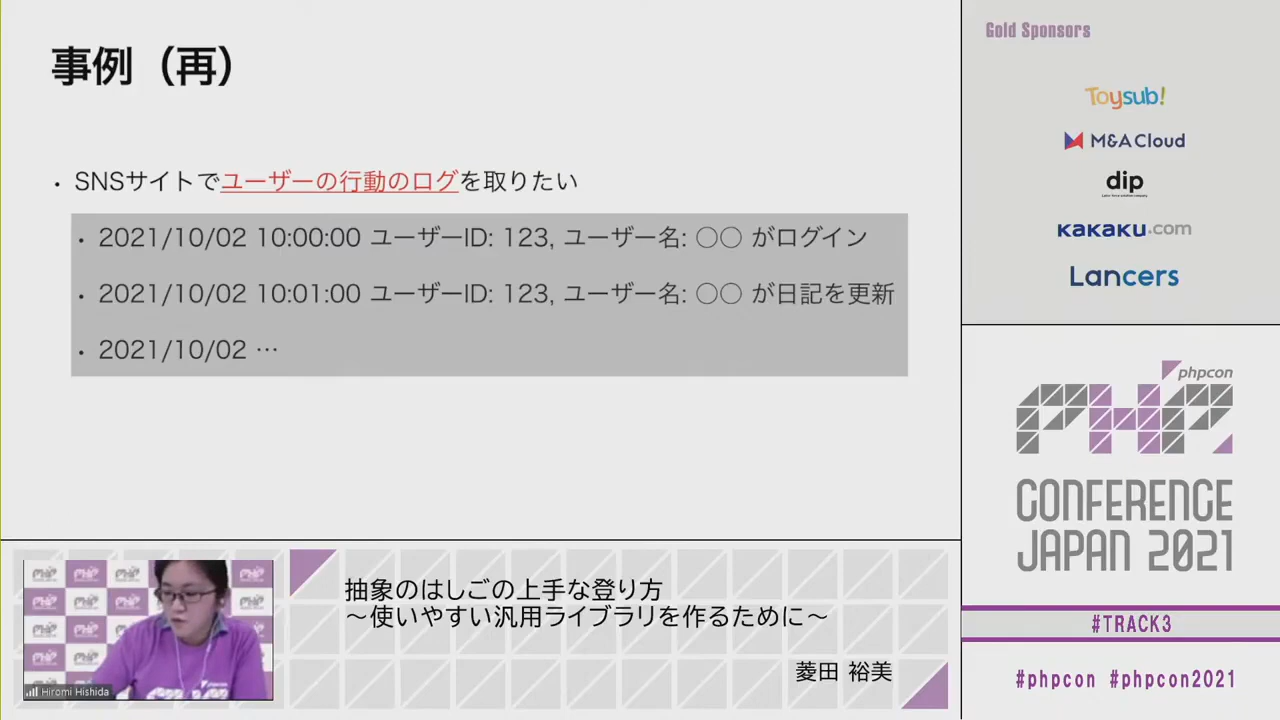 事例（再）
・SNSサイトでユーザーの行動のログを取りたい
・2021/10/02 10:00:00 ユーザーID: 123, ユーザー名: ○○ がログイン
・2021/10/02 10:01:00 ユーザーID: 123, ユーザー名: ○○ が日記を更新
・2021/10/02 …
Gold Sponsors
Toysub!
M&A Cloud
dip
kakaku.com
Lancers
phpcon
PHP
CONFERENCE
JAPAN 2021
#TRACK3
#phpcon #phpcon2021
抽象のはしごの上手な登り方
〜使いやすい汎用ライブラリを作るために〜
菱田 裕美
Hiromi Hishida